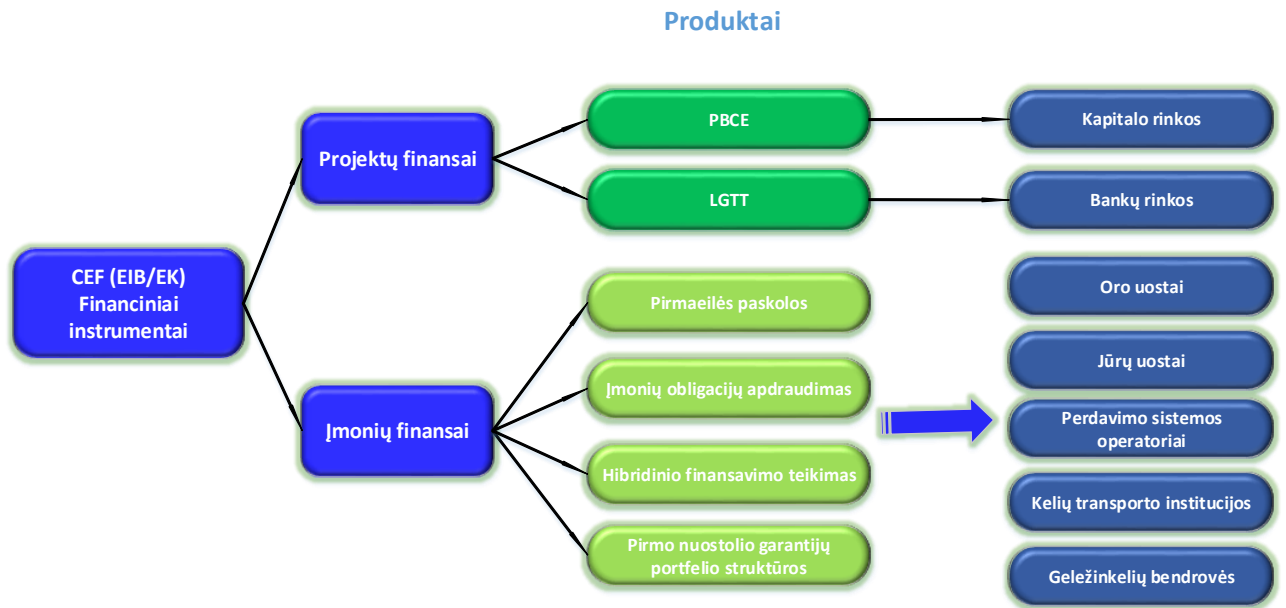 Produktai
CEF (EIB/EK)
Financiniai
instrumentai
Projektų finansai
Įmonių finansai
PBCE
LGTT
Pirmaeilės paskolos
Įmonių obligacijų apdraudimas
Hibridinio finansavimo teikimas
Pirmo nuostolio garantijų
portfelio struktūros
Kapitalo rinkos
Bankų rinkos
Oro uostai
Jūrų uostai
Perdavimo sistemos
operatoriai
Kelių transporto institucijos
Geležinkelių bendrovės